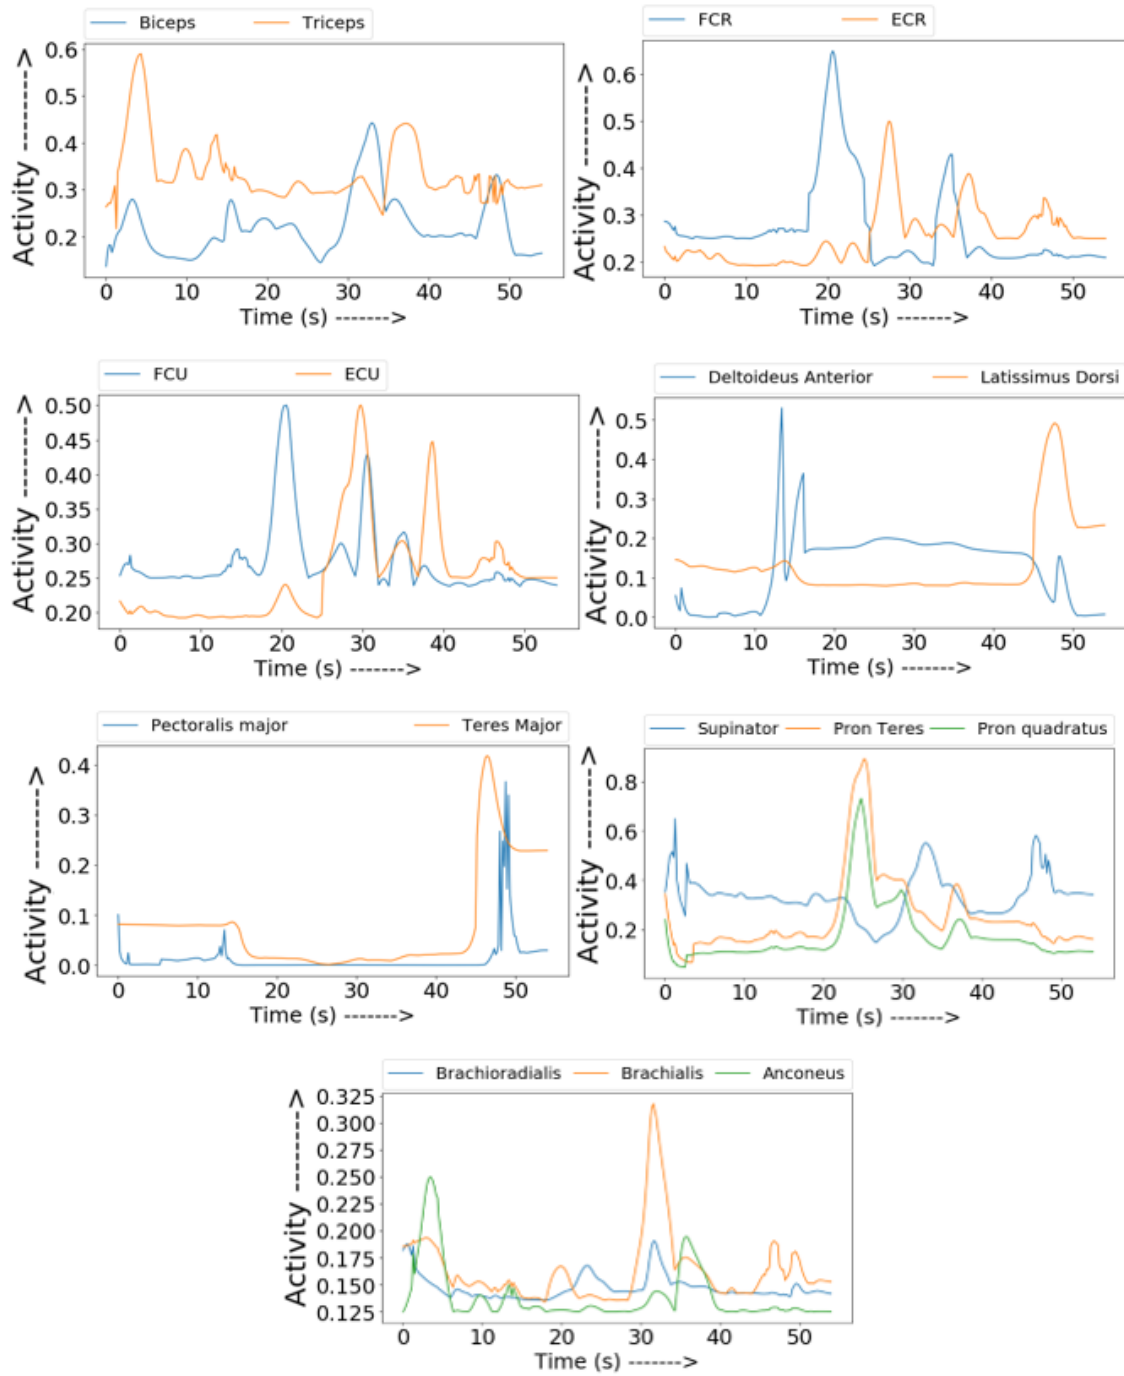 Biceps Triceps
Activity ------->
0.6
0.5
0.4
0.3
0.2
0 10 20 30 40 50
Time (s) ------->
FCR ECR
Activity ------->
0.6
0.5
0.4
0.3
0.2
0 10 20 30 40 50
Time (s) ------->
FCU ECU
Activity ------->
0.50
0.45
0.40
0.35
0.30
0.25
0.20
0 10 20 30 40 50
Time (s) ------->
Deltoideus Anterior Latissimus Dorsi
Activity ------->
0.5
0.4
0.3
0.2
0.1
0.0
0 10 20 30 40 50
Time (s) ------->
Pectoralis major Teres Major
Activity ------->
0.4
0.3
0.2
0.1
0.0
0 10 20 30 40 50
Time (s) ------->
Supinator Pron Teres Pron quadratus
Activity ------->
0.8
0.6
0.4
0.2
0 10 20 30 40 50
Time (s) ------->
Brachioradialis Brachialis Anconeus
Activity ------->
0.325
0.300
0.275
0.250
0.225
0.200
0.175
0.150
0.125
0 10 20 30 40 50
Time (s) ------->